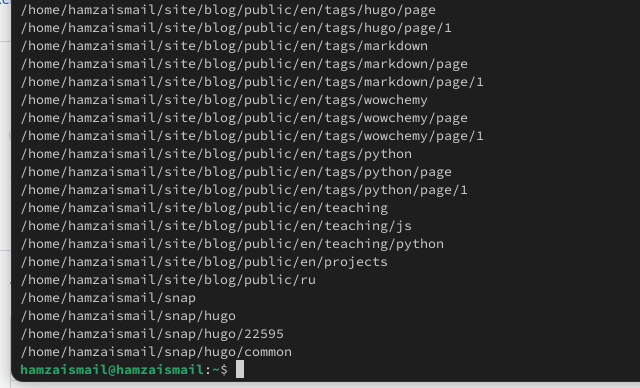 /home/hamzaismail/site/blog/public/en/tags/hugo/page
/home/hamzaismail/site/blog/public/en/tags/hugo/page/1
/home/hamzaismail/site/blog/public/en/tags/markdown
/home/hamzaismail/site/blog/public/en/tags/markdown/page
/home/hamzaismail/site/blog/public/en/tags/markdown/page/1
/home/hamzaismail/site/blog/public/en/tags/wowchemy
/home/hamzaismail/site/blog/public/en/tags/wowchemy/page
/home/hamzaismail/site/blog/public/en/tags/wowchemy/page/1
/home/hamzaismail/site/blog/public/en/tags/python
/home/hamzaismail/site/blog/public/en/tags/python/page
/home/hamzaismail/site/blog/public/en/tags/python/page/1
/home/hamzaismail/site/blog/public/en/teaching
/home/hamzaismail/site/blog/public/en/teaching/js
/home/hamzaismail/site/blog/public/en/teaching/python
/home/hamzaismail/site/blog/public/en/projects
/home/hamzaismail/site/blog/public/ru
/home/hamzaismail/snap
/home/hamzaismail/snap/hugo
/home/hamzaismail/snap/hugo/22595
/home/hamzaismail/snap/hugo/common
hamzaismail@hamzaismail:~$